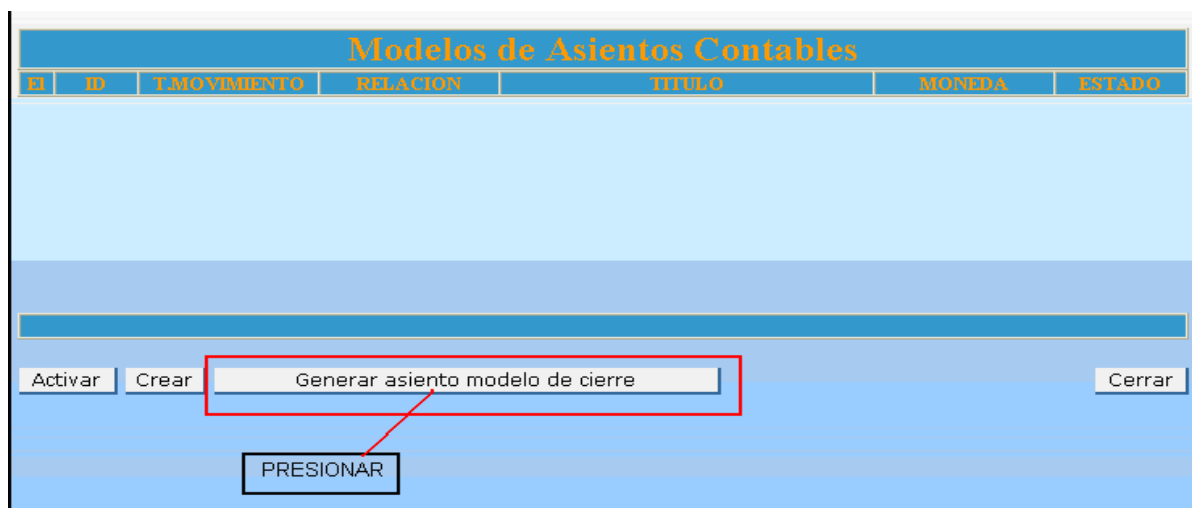 Modelos de Asientos Contables
El ID T.MOVIMIENTO RELACION TITULO MONEDA ESTADO
Activar Crear Generar asiento modelo de cierre Cerrar
PRESIONAR